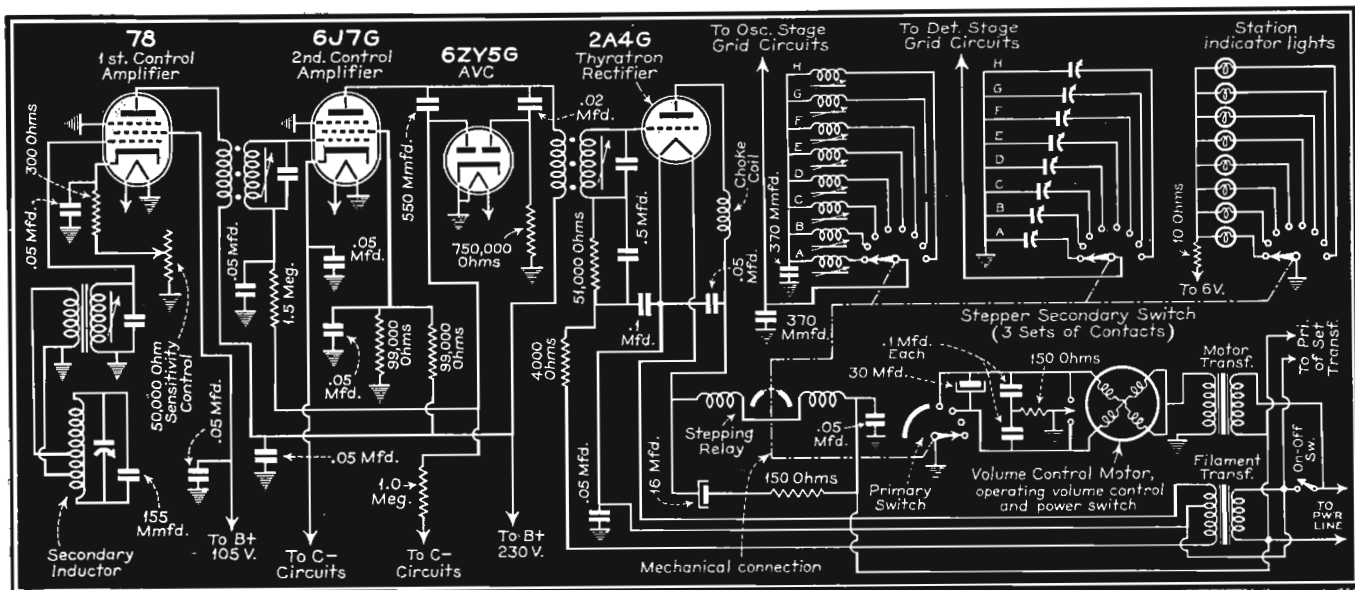 78
1st. Control
Amplifier
6J7G
2nd. Control
Amplifier
6ZY5G
AVC
2A4G
Thyratron
Rectifier
To Osc. Stage
Grid Circuits
To Det. Stage
Grid Circuits
Station
indicator lights
300 Ohms
.05 Mfd.
50,000 Ohm
Sensitivity
Control
.05 Mfd.
155
Mmfd.
Secondary
Inductor
To B+
105 V.
.05 Mfd.
1.5 Meg.
.05
Mfd.
.05
Mfd.
99,000
Ohms
99,000
Ohms
.05 Mfd.
To C-
Circuits
1.0
Meg.
To C-
Circuits
550 Mmfd.
750,000
Ohms
.02
Mfd.
To B+
230 V.
51,000 Ohms
.5 Mfd.
.1
Mfd.
4000
Ohms
.05 Mfd.
Choke
Coil
.05
Mfd.
370 Mmfd.
H
G
F
E
D
C
B
A
370
Mmfd.
H
G
F
E
D
C
B
A
10 Ohms
To 6V.
Stepper Secondary Switch
(3 Sets of Contacts)
Stepping
Relay
.16 Mfd.
150 Ohms
.05
Mfd.
Primary
Switch
30 Mfd.
.1 Mfd.
Each
150 Ohms
Volume Control Motor,
operating volume control
and power switch
Motor
Transf.
Filament
Transf.
To Pri.
of Set
Transf.
On-Off
Sw.
TO
PWR
LINE
Mechanical connection